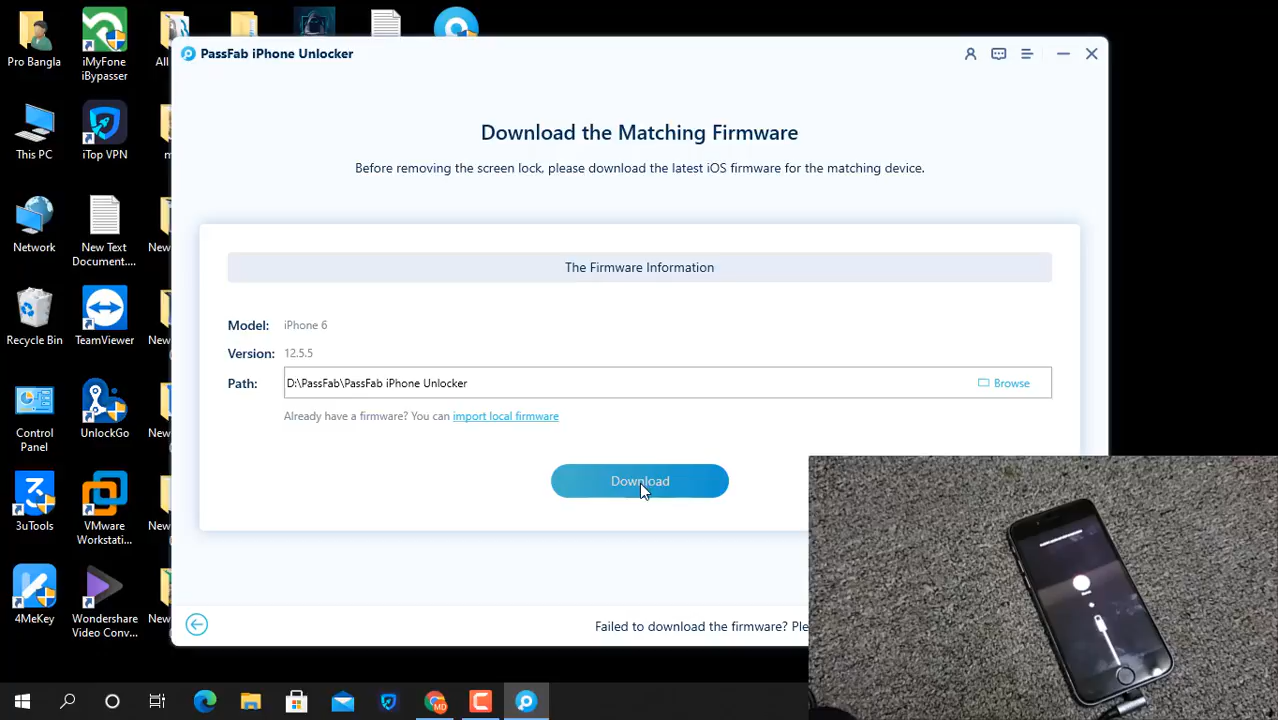 PassFab iPhone Unlocker
Download the Matching Firmware
Before removing the screen lock, please download the latest iOS firmware for the matching device.
The Firmware Information
Model: iPhone 6
Version: 12.5.5
Path: D:\PassFab\PassFab iPhone Unlocker
Browse
Already have a firmware? You can import local firmware
Download
Failed to download the firmware? Ple
Pro Bangla
iMyFone
iBypasser
All
This PC
iTop VPN
m
Network
New Text
Document....
New
Recycle Bin
TeamViewer
New
(
Control
Panel
UnlockGo
New
(
3uTools
VMware
Workstati...
New
(
4MeKey
Wondershare
Video Conv...
New
(
MD